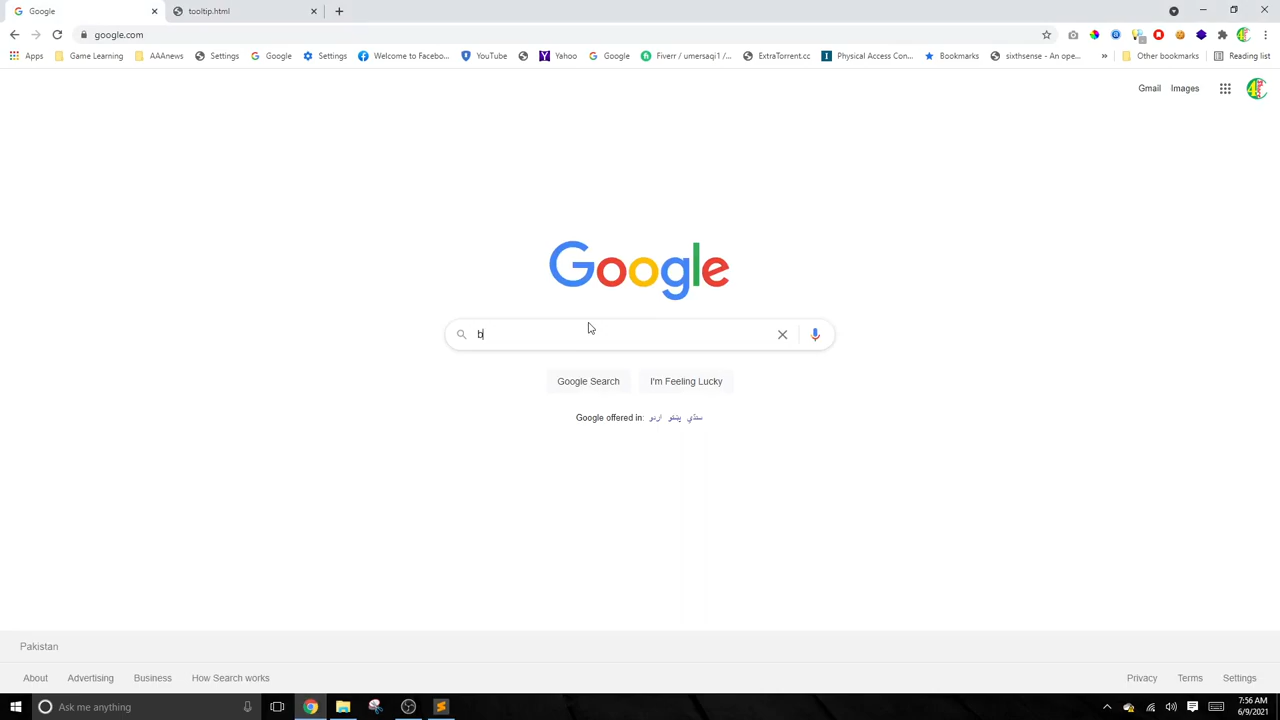 Google
tooltip.html
google.com
Apps
Game Learning
AAAnews
Settings
Google
Settings
Welcome to Facebo...
YouTube
Yahoo
Google
Fiverr / umersaqi1 /...
ExtraTorrent.cc
Physical Access Con...
Bookmarks
sixthsense - An ope...
»
Other bookmarks
Reading list
Gmail
Images
Google
b
Google Search
I'm Feeling Lucky
Google offered in: اردو پښتو سنڌي
Pakistan
About
Advertising
Business
How Search works
Privacy
Terms
Settings
Ask me anything
7:56 AM
6/9/2021